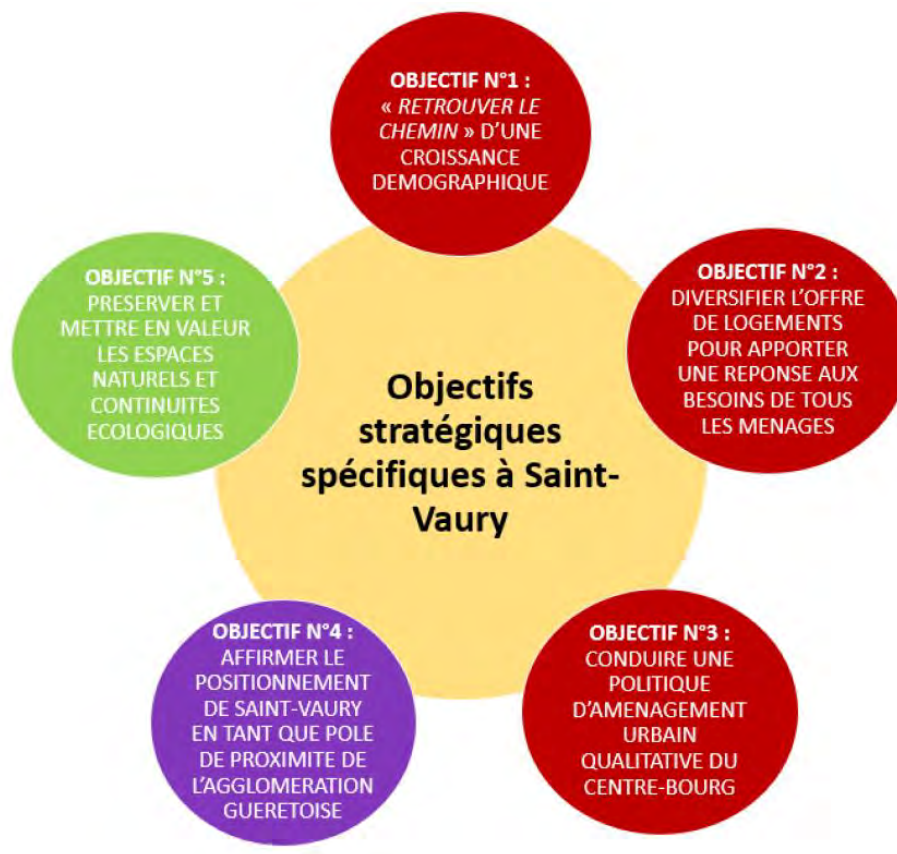 OBJECTIF N°1 :
« RETROUVER LE
CHEMIN » D'UNE
CROISSANCE
DEMOGRAPHIQUE
OBJECTIF N°2 :
DIVERSIFIER L'OFFRE
DE LOGEMENTS
POUR APPORTER
UNE REPONSE AUX
BESOINS DE TOUS
LES MENAGES
OBJECTIF N°3 :
CONDUIRE UNE
POLITIQUE
D'AMENAGEMENT
URBAIN
QUALITATIVE DU
CENTRE-BOURG
OBJECTIF N°4 :
AFFIRMER LE
POSITIONNEMENT
DE SAINT-VAURY
EN TANT QUE POLE
DE PROXIMITE DE
L'AGGLOMERATION
GUERETOISE
OBJECTIF N°5 :
PRESERVER ET
METTRE EN VALEUR
LES ESPACES
NATURELS ET
CONTINUITES
ECOLOGIQUES
Objectifs
stratégiques
spécifiques à Saint-
Vaury